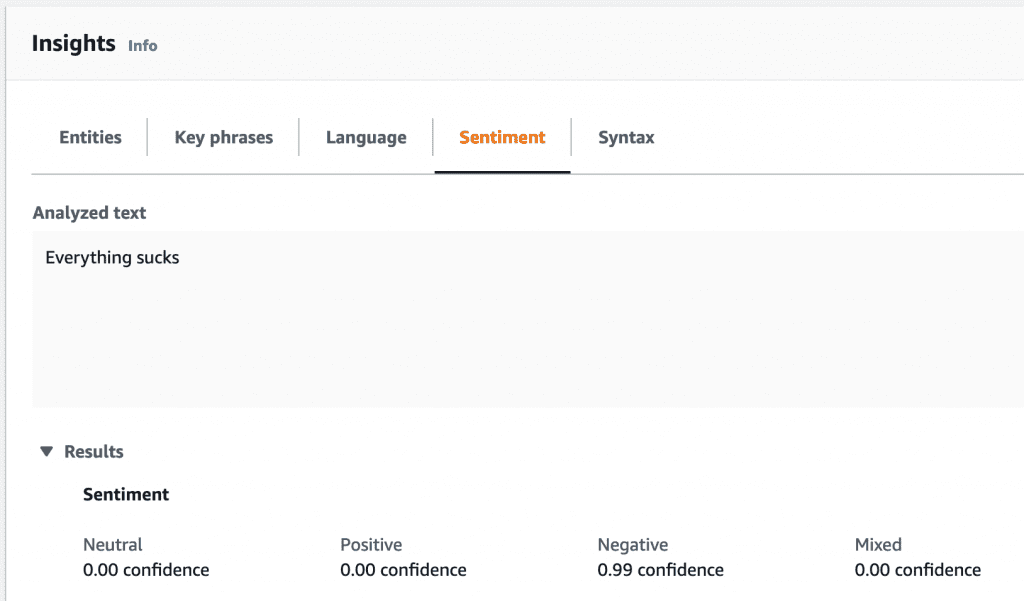 Insights Info
Entities Key phrases Language Sentiment Syntax
Analyzed text
Everything sucks
Results
Sentiment
Neutral Positive Negative Mixed
0.00 confidence 0.00 confidence 0.99 confidence 0.00 confidence